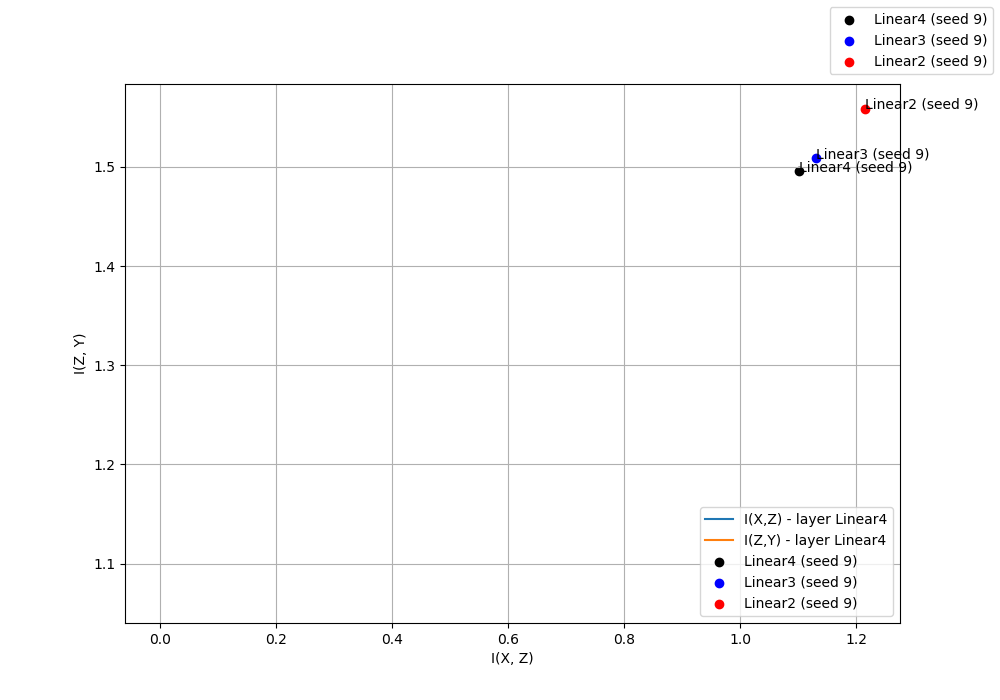 Linear4 (seed 9)
Linear3 (seed 9)
Linear2 (seed 9)
Linear2 (seed 9)
Linear3 (seed 9)
Linear4 (seed 9)
1.5
1.4
1.3
1.2
1.1
I(Z, Y)
I(X,Z) - layer Linear4
I(Z,Y) - layer Linear4
Linear4 (seed 9)
Linear3 (seed 9)
Linear2 (seed 9)
0.0 0.2 0.4 0.6 0.8 1.0 1.2
I(X, Z)